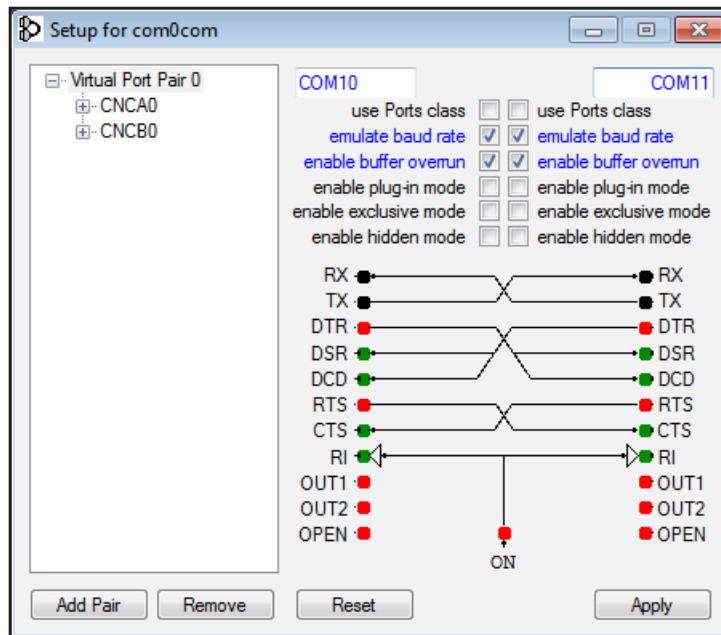 Setup for com0com
Virtual Port Pair 0
CNCA0
CNCB0
COM10 COM11
use Ports class use Ports class
emulate baud rate emulate baud rate
enable buffer overrun enable buffer overrun
enable plug-in mode enable plug-in mode
enable exclusive mode enable exclusive mode
enable hidden mode enable hidden mode
RX RX
TX TX
DTR DTR
DSR DSR
DCD DCD
RTS RTS
CTS CTS
RI RI
OUT1 OUT1
OUT2 OUT2
OPEN OPEN
ON
Add Pair Remove Reset Apply